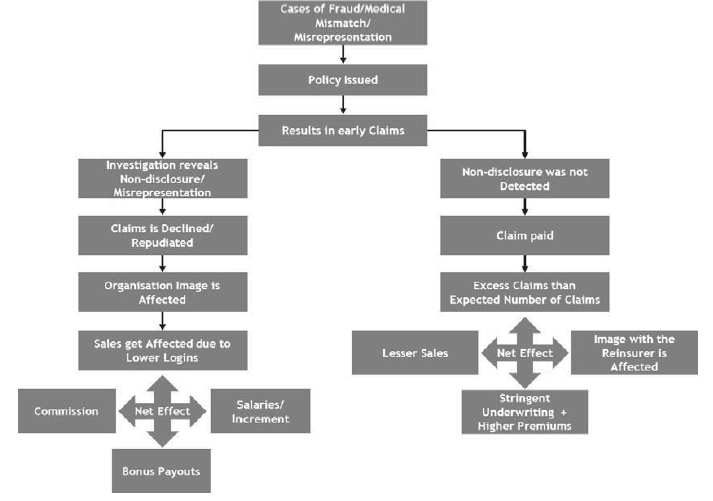 Cases of Fraud/Medical
Mismatch/
Misrepresentation
Policy Issued
Results in early Claims
Investigation reveals
Non-disclosure/
Misrepresentation
Claims is Declined/
Repudiated
Organisation Image is
Affected
Sales get Affected due to
Lower Logins
Commission
Net Effect
Salaries/
Increment
Bonus Payouts
Non-disclosure was not
Detected
Claim paid
Excess Claims than
Expected Number of Claims
Lesser Sales
Net Effect
Image with the
Reinsurer is
Affected
Stringent
Underwriting +
Higher Premiums